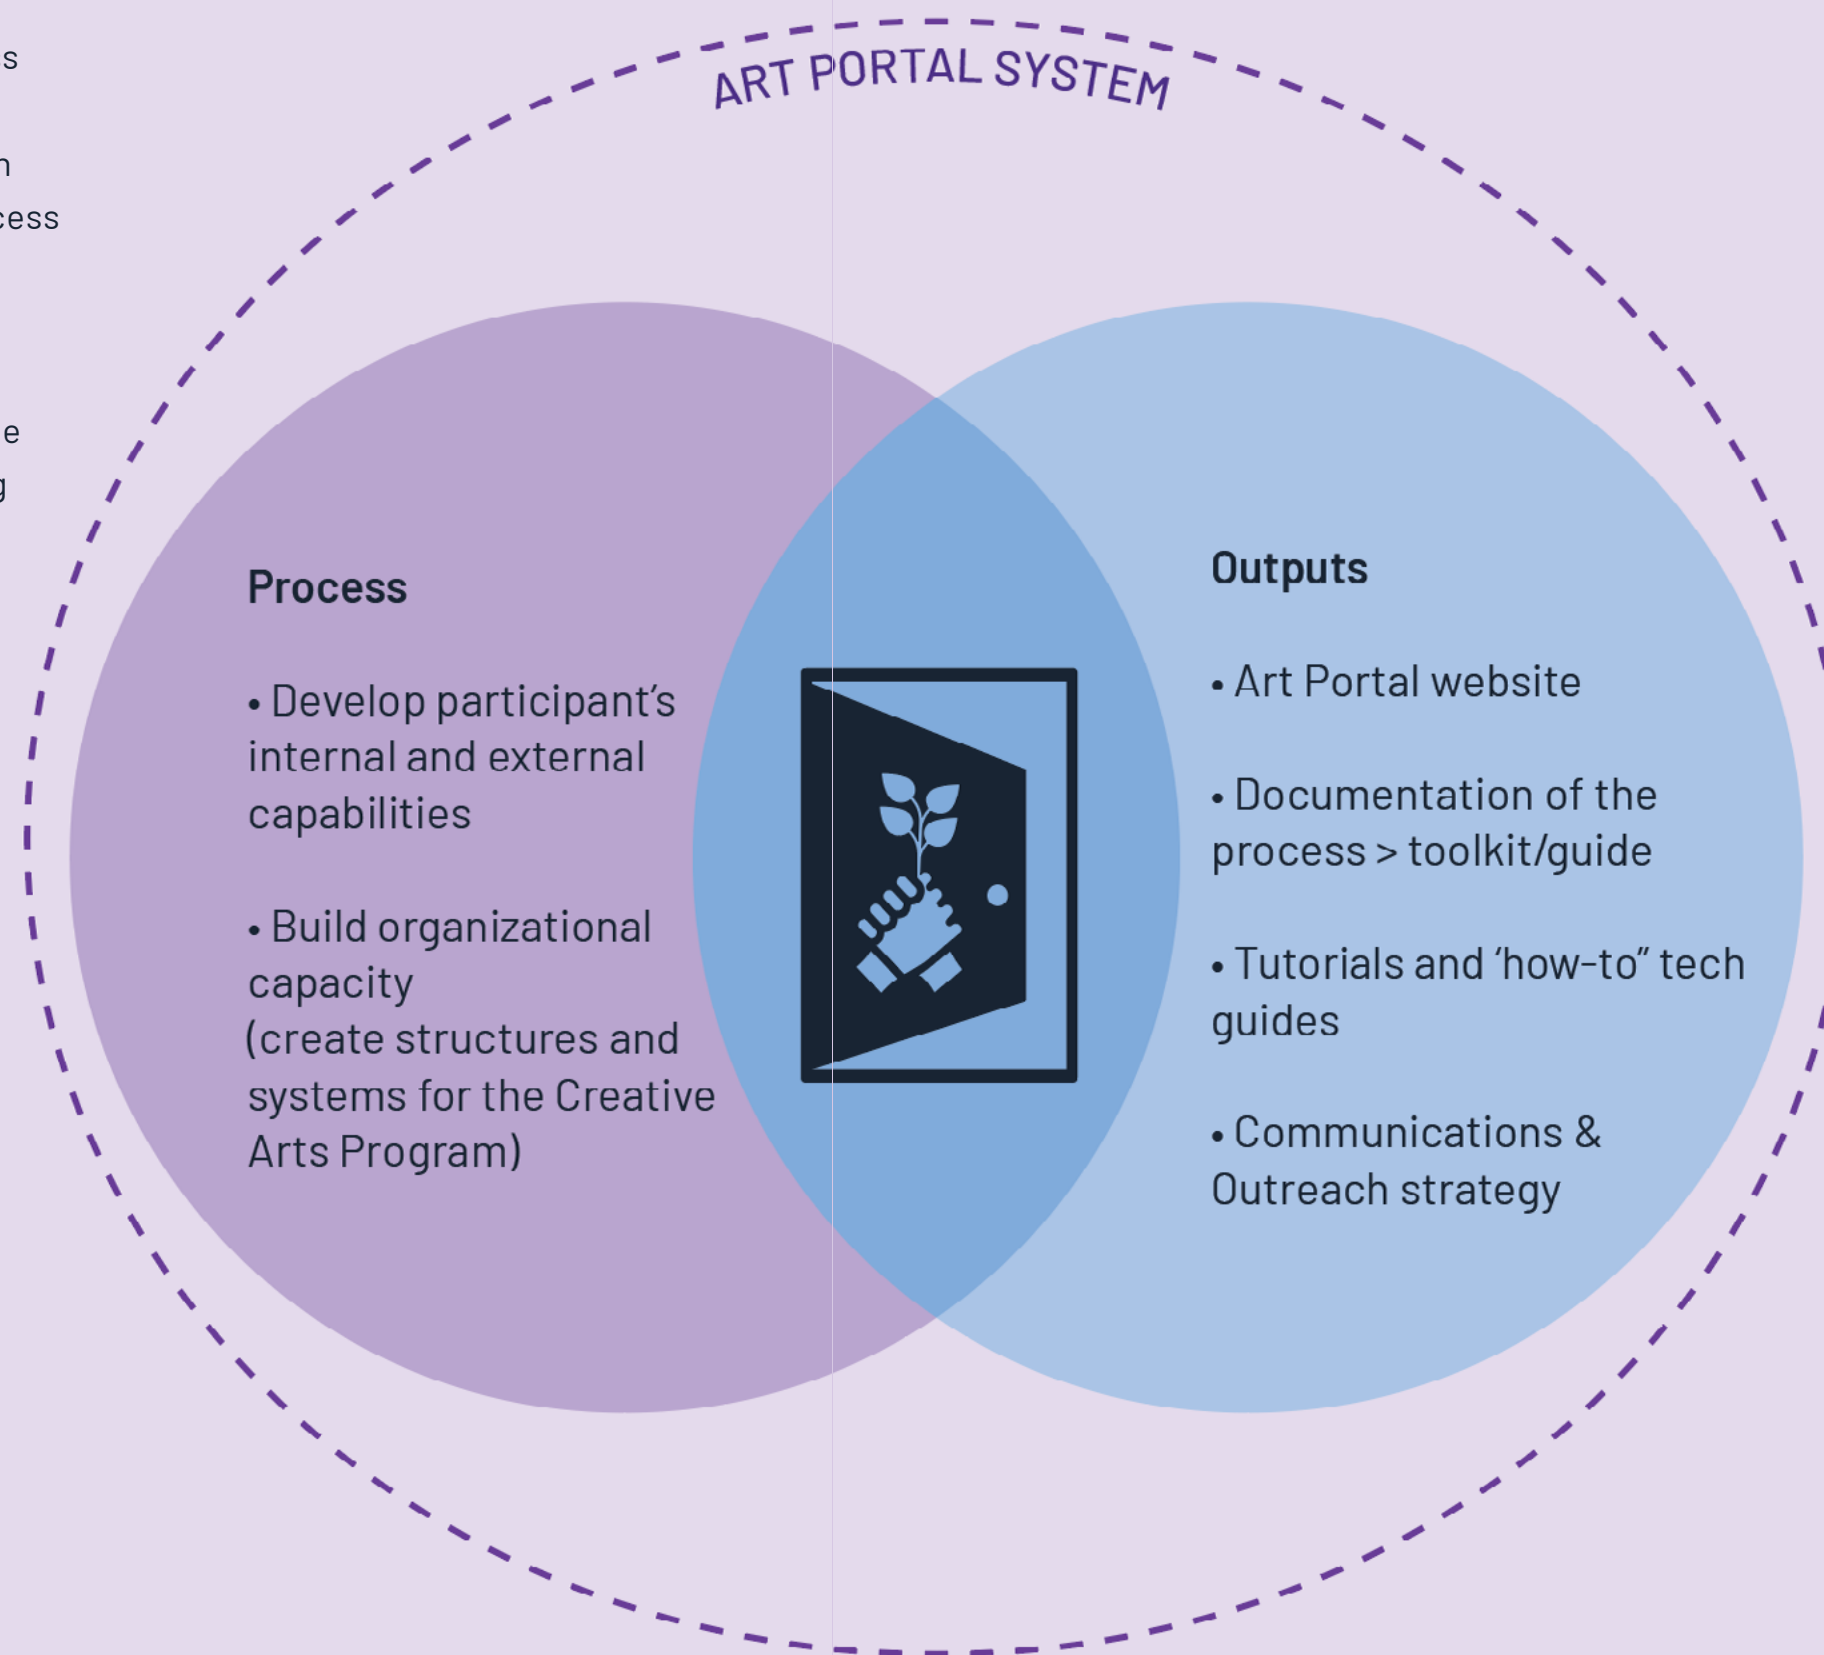 ART PORTAL SYSTEM
cess
Process
• Develop participant’s
internal and external
capabilities
• Build organizational
capacity
(create structures and
systems for the Creative
Arts Program)
Outputs
• Art Portal website
• Documentation of the
process > toolkit/guide
• Tutorials and ‘how-to” tech
guides
• Communications &
Outreach strategy